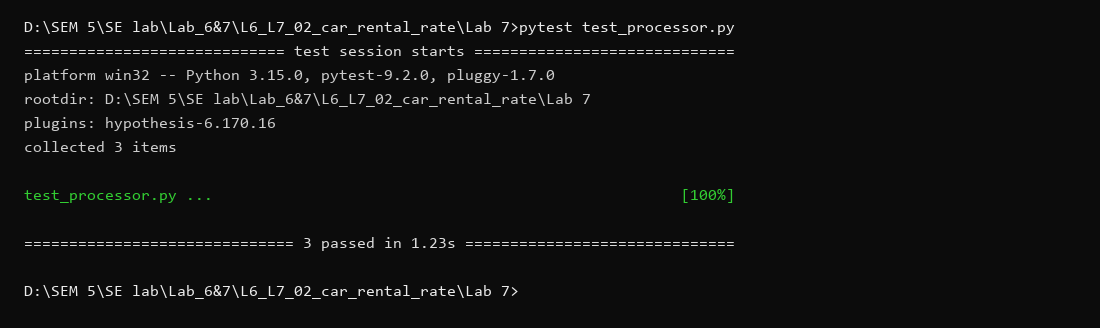 D:\SEM 5\SE lab\Lab_6&7\L6_L7_02_car_rental_rate\Lab 7>pytest test_processor.py
============================= test session starts =============================
platform win32 -- Python 3.15.0, pytest-9.2.0, pluggy-1.7.0
rootdir: D:\SEM 5\SE lab\Lab_6&7\L6_L7_02_car_rental_rate\Lab 7
plugins: hypothesis-6.170.16
collected 3 items
test_processor.py ...                                                    [100%]
============================== 3 passed in 1.23s ==============================
D:\SEM 5\SE lab\Lab_6&7\L6_L7_02_car_rental_rate\Lab 7>